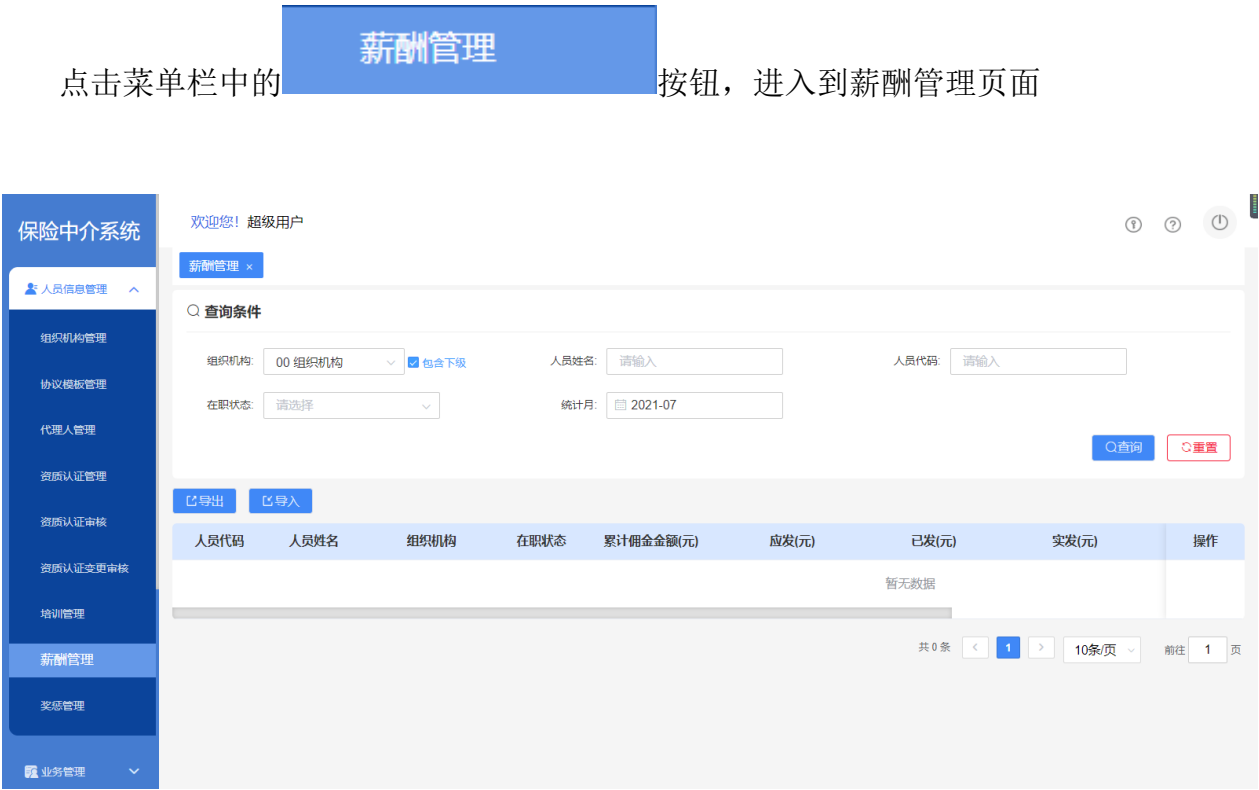 点击菜单栏中的 薪酬管理 按钮，进入到薪酬管理页面
保险中介系统
欢迎您！超级用户
薪酬管理 ×
人员信息管理
组织机构管理
协议模板管理
代理人管理
资质认证管理
资质认证审核
资质认证变更审核
培训管理
薪酬管理
奖惩管理
业务管理
查询条件
组织机构: 00 组织机构 包含下级 人员姓名: 请输入 人员代码: 请输入
在职状态: 请选择 统计月: 2021-07
查询 重置
导出 导入
人员代码 人员姓名 组织机构 在职状态 累计佣金金额(元) 应发(元) 已发(元) 实发(元) 操作
暂无数据
共 0 条 < 1 > 10条/页 前往 1 页